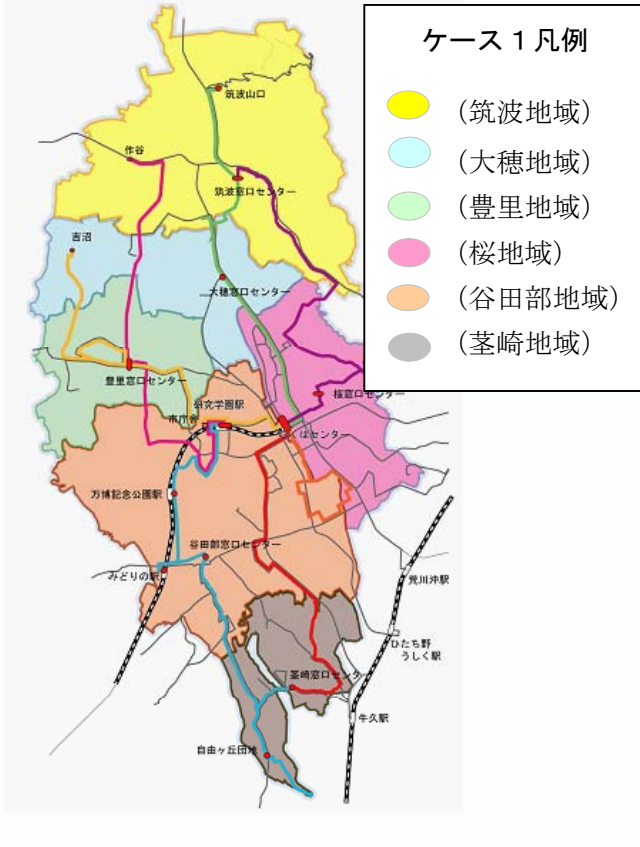 ケース１凡例
（筑波地域）
（大穂地域）
（豊里地域）
（桜地域）
（谷田部地域）
（茎崎地域）
筑波山口
作谷
筑波窓口センター
吉沼
大穂窓口センター
豊里窓口センター
桜窓口センター
研究学園駅
市庁舎
くばセンター
万博記念公園駅
谷田部窓口センター
みどりの駅
荒川沖駅
ひたち野
うしく駅
茎崎窓口センター
牛久駅
自由ヶ丘団地